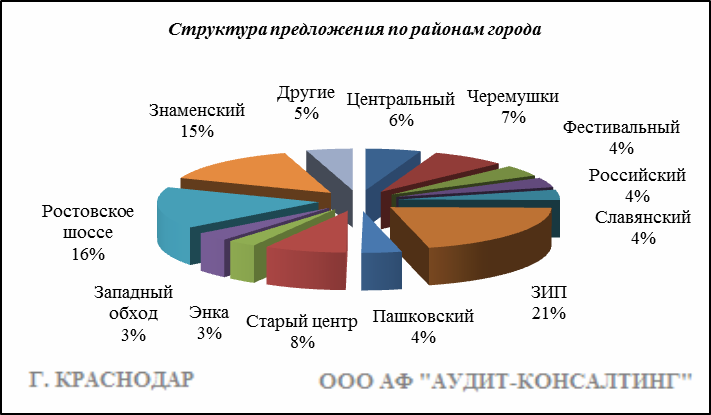 Структура предложения по районам города
Другие
5%
Центральный
6%
Черемушки
7%
Фестивальный
4%
Российский
4%
Славянский
4%
ЗИП
21%
Пашковский
4%
Старый центр
8%
Энка
3%
Западный
обход
3%
Ростовское
шоссе
16%
Знаменский
15%
Г. КРАСНОДАР
ООО АФ "АУДИТ-КОНСАЛТИНГ"